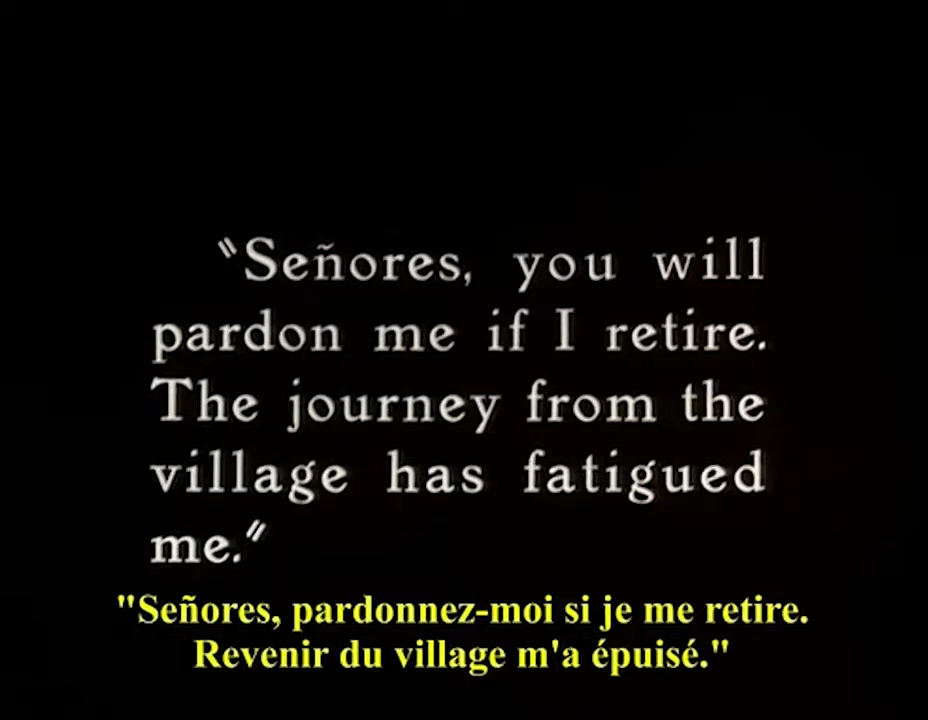 "Señores, you will
pardon me if I retire.
The journey from the
village has fatigued
me."
"Señores, pardonnez-moi si je me retire.
Revenir du village m'a épuisé."